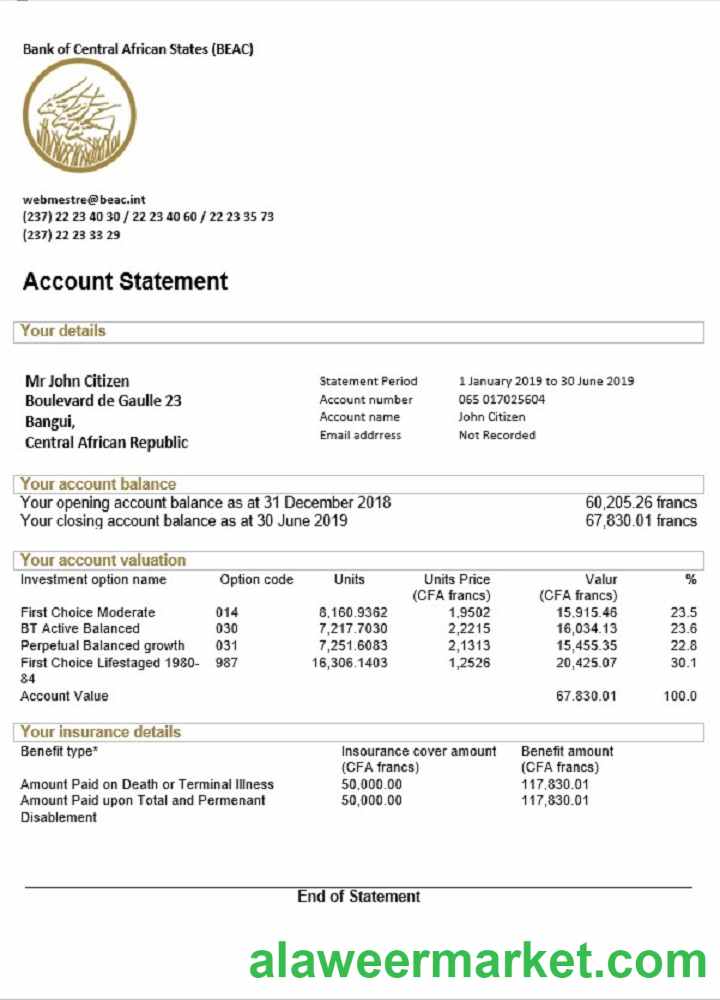 Bank of Central African States (BEAC)
webmestre@beac.int
(237) 22 23 40 30 / 22 23 40 60 / 22 23 35 73
(237) 22 23 33 29
Account Statement
Your details
Mr John Citizen
Boulevard de Gaulle 23
Bangui,
Central African Republic
Statement Period 1 January 2019 to 30 June 2019
Account number 065 017025604
Account name John Citizen
Email addrress Not Recorded
Your account balance
Your opening account balance as at 31 December 2018 60,205.26 francs
Your closing account balance as at 30 June 2019 67,830.01 francs
Your account valuation
Investment option name Option code Units Units Price Valur %
(CFA francs) (CFA francs)
First Choice Moderate 014 8,160.9362 1,9502 15.915.46 23.5
BT Active Balanced 030 7,217.7030 2,2215 16,034.13 23.6
Perpetual Balanced growth 031 7,251.6083 2,1313 15,455.35 22.8
First Choice Lifestaged 1980- 987 16,306.1403 1,2526 20,425.07 30.1
84
Account Value 67.830.01 100.0
Your insurance details
Benefit type* Insourance cover amount Benefit amount
(CFA francs) (CFA francs)
Amount Paid on Death or Terminal Illness 50,000.00 117,830.01
Amount Paid upon Total and Permenant 50,000.00 117,830.01
Disablement
End of Statement
alaweermarket.com